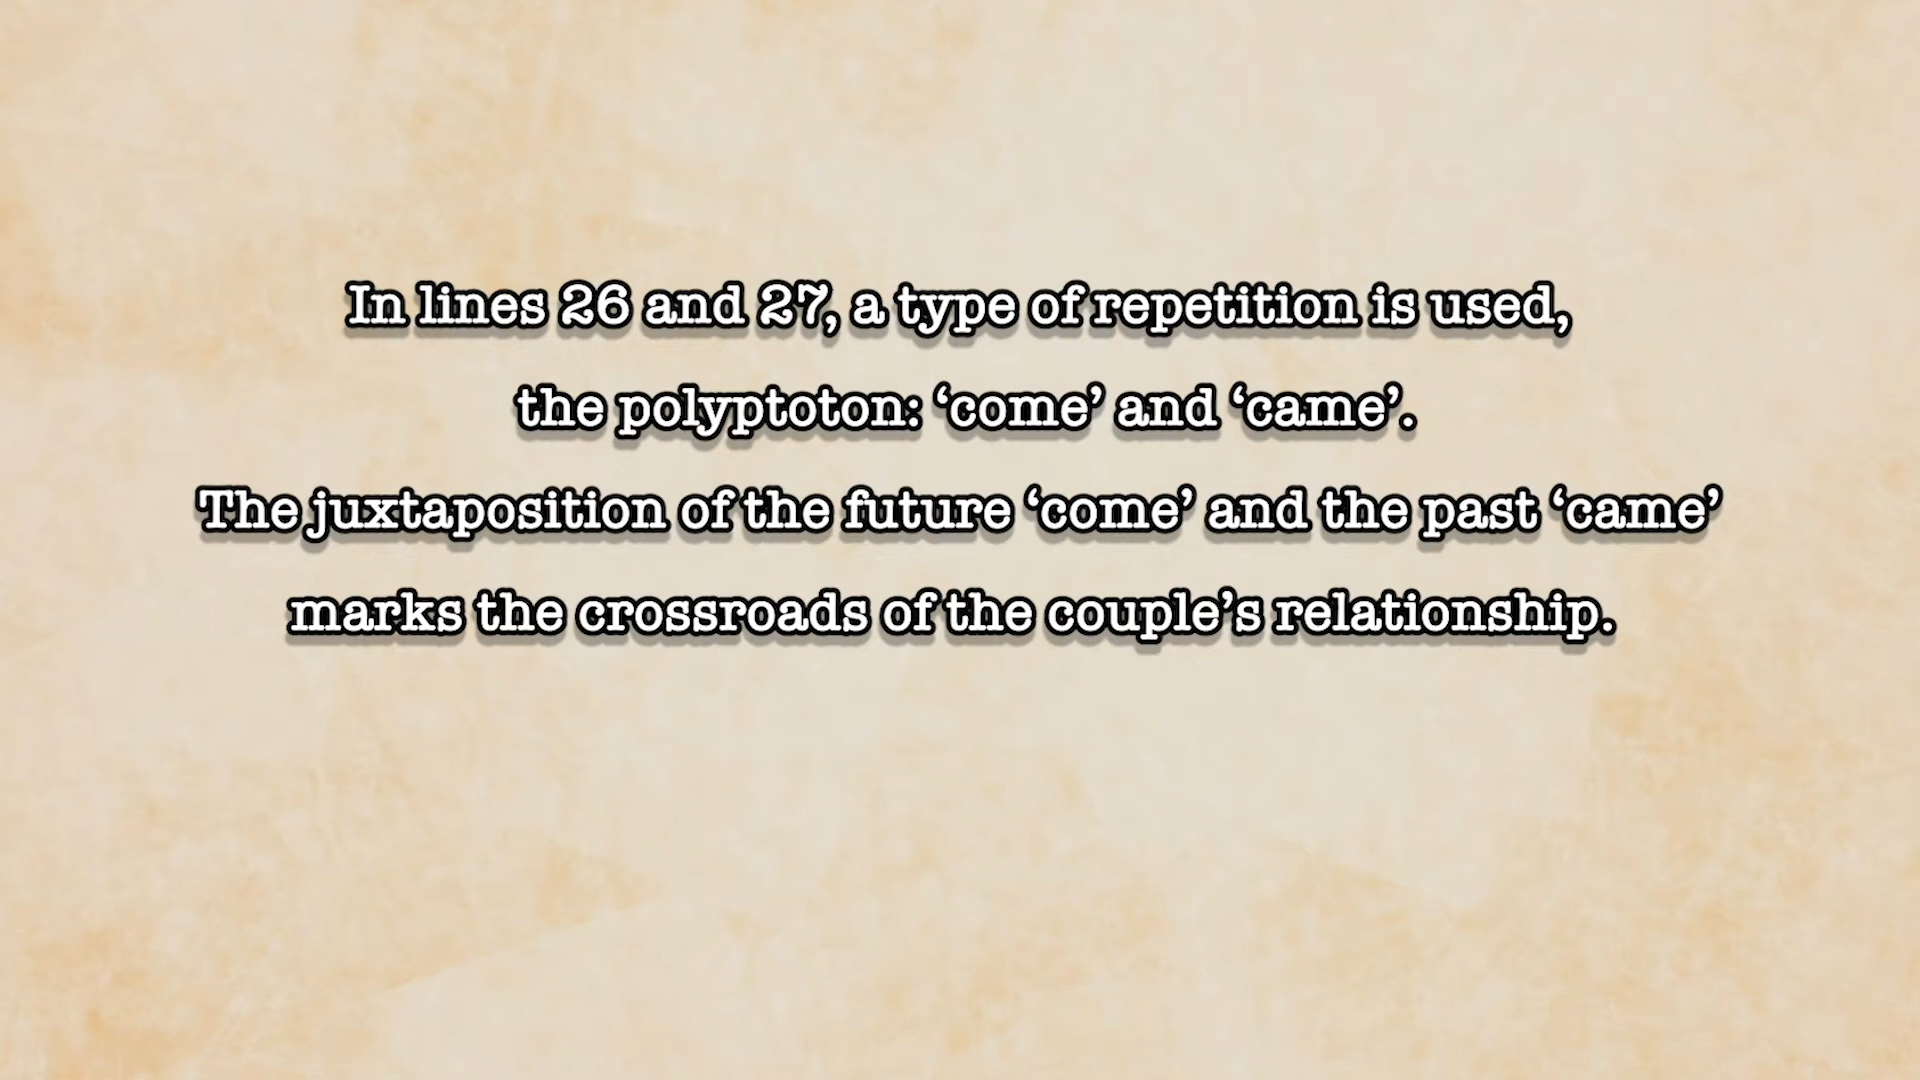 In lines 26 and 27, a type of repetition is used,
the polyptoton: ‘come’ and ‘came’.
The juxtaposition of the future ‘come’ and the past ‘came’
marks the crossroads of the couple’s relationship.